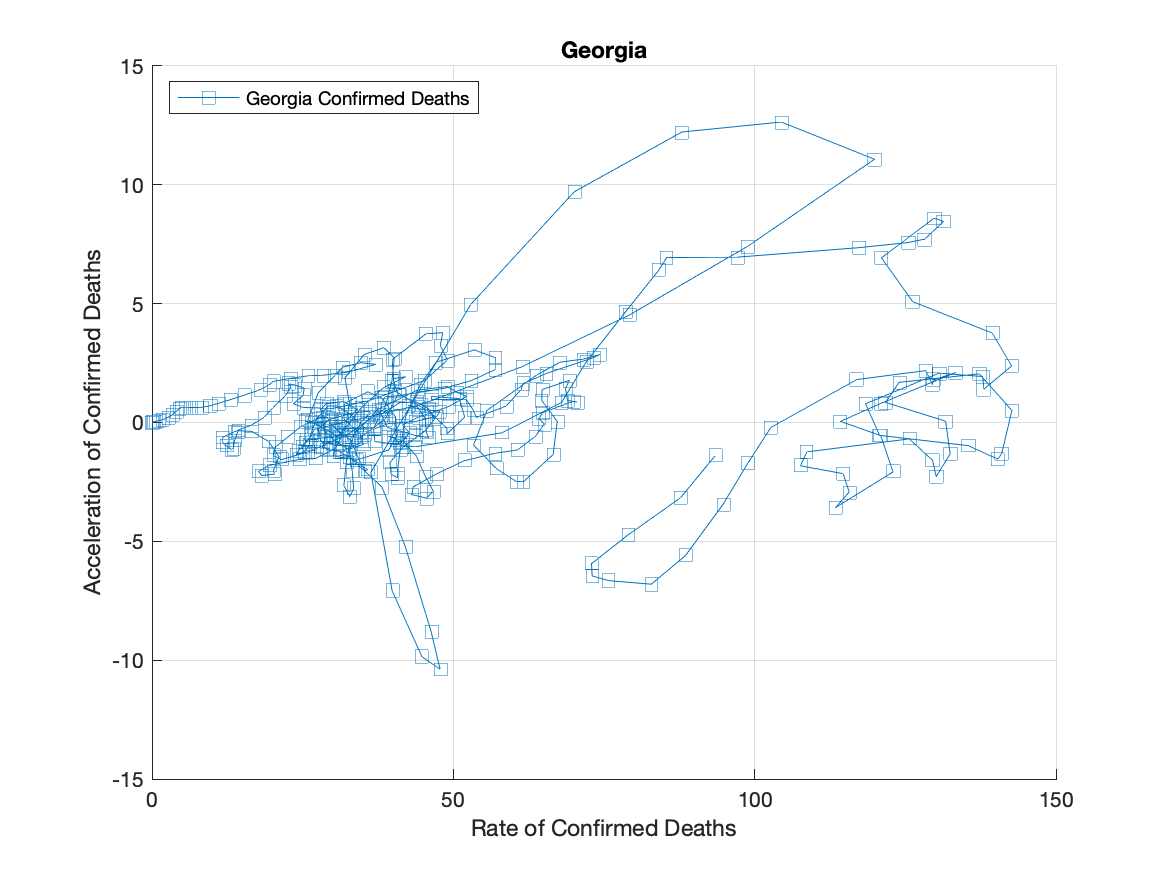 Georgia
Georgia Confirmed Deaths
15
10
5
0
-5
-10
-15
Acceleration of Confirmed Deaths
0 50 100 150
Rate of Confirmed Deaths